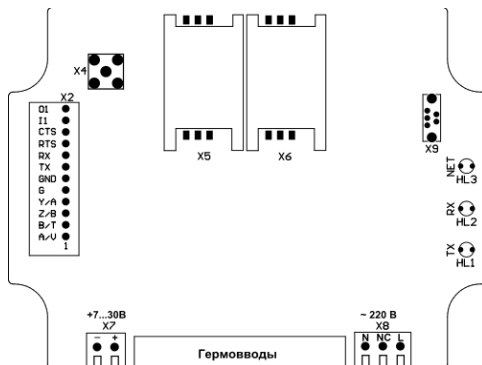 X4
X2
O1
I1
CTS
RTS
RX
TX
GND
G
Y/A
Z/B
B/T
A/V
1
X5
X6
X9
NET
HL3
RX
HL2
TX
HL1
+7...30В
X7
- +
~ 220 В
X8
N NC L
Гермовводы